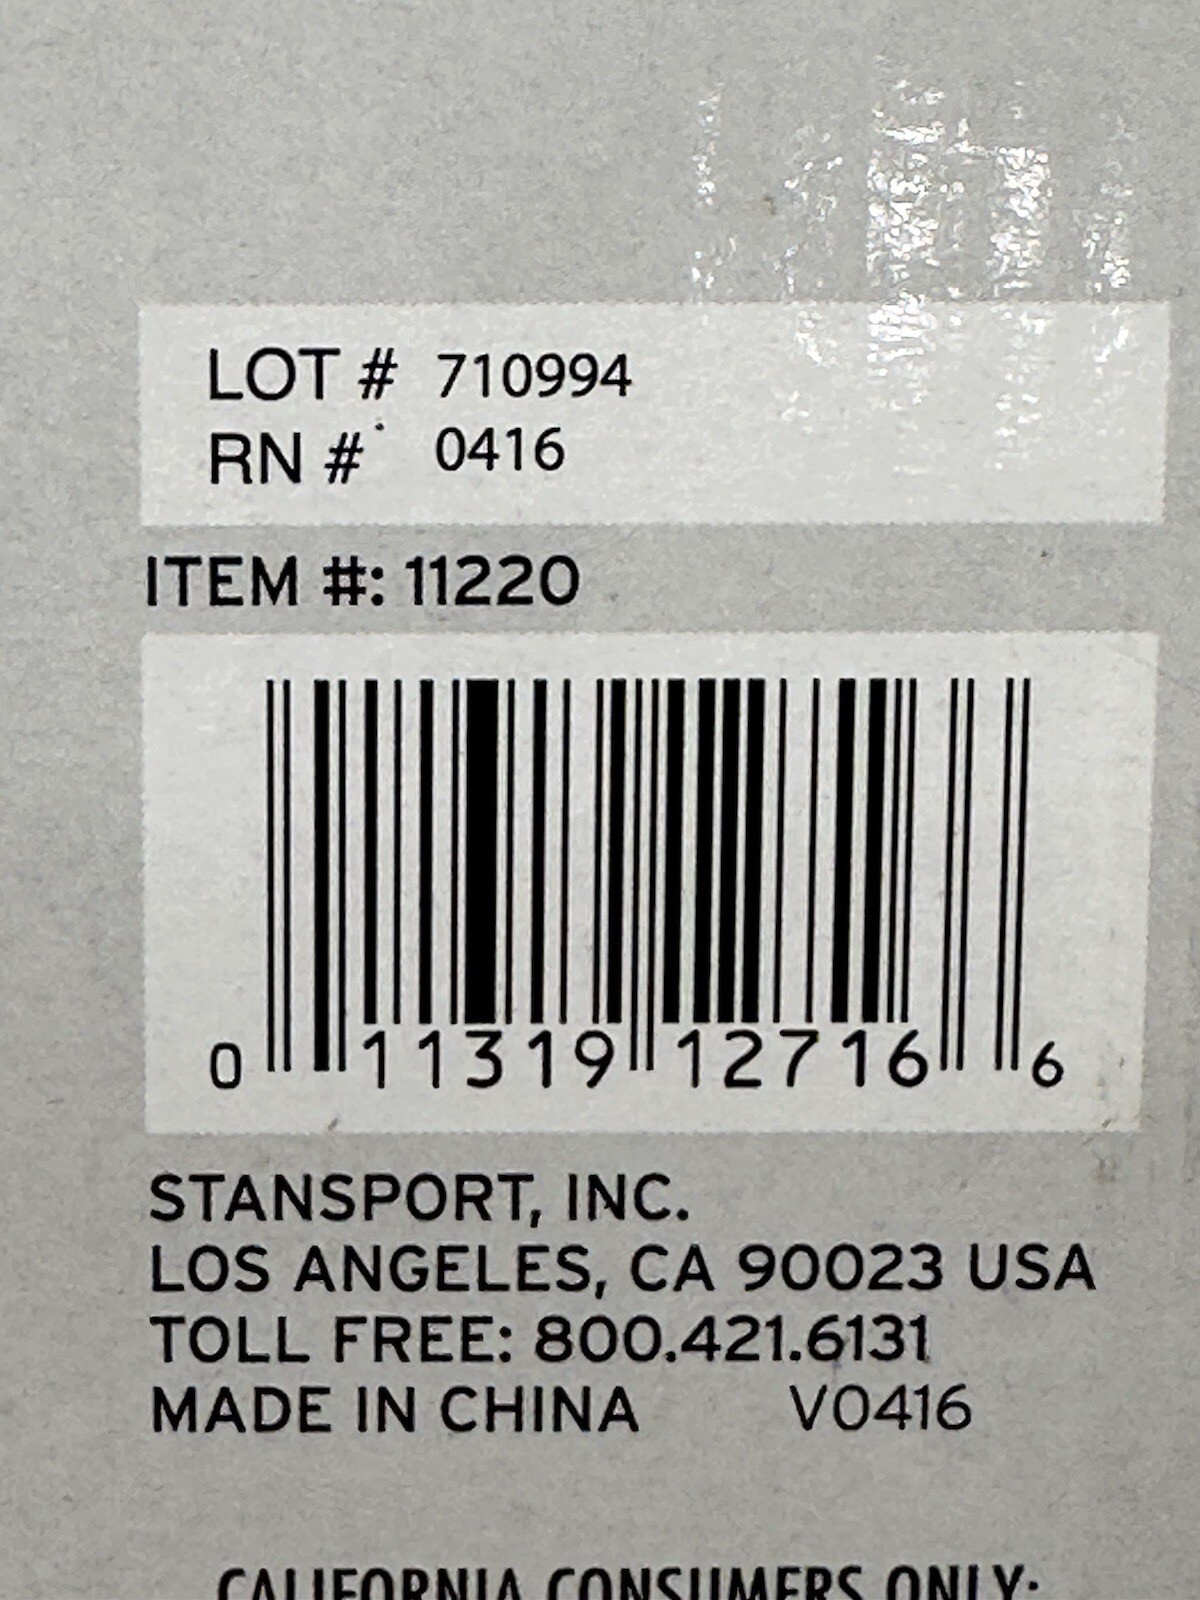 LOT # 710994
RN # 0416
ITEM #: 11220
0 11319 12716 6
STANSPORT, INC.
LOS ANGELES, CA 90023 USA
TOLL FREE: 800.421.6131
MADE IN CHINA V0416
CALIFORNIA CONSUMERS ONLY: